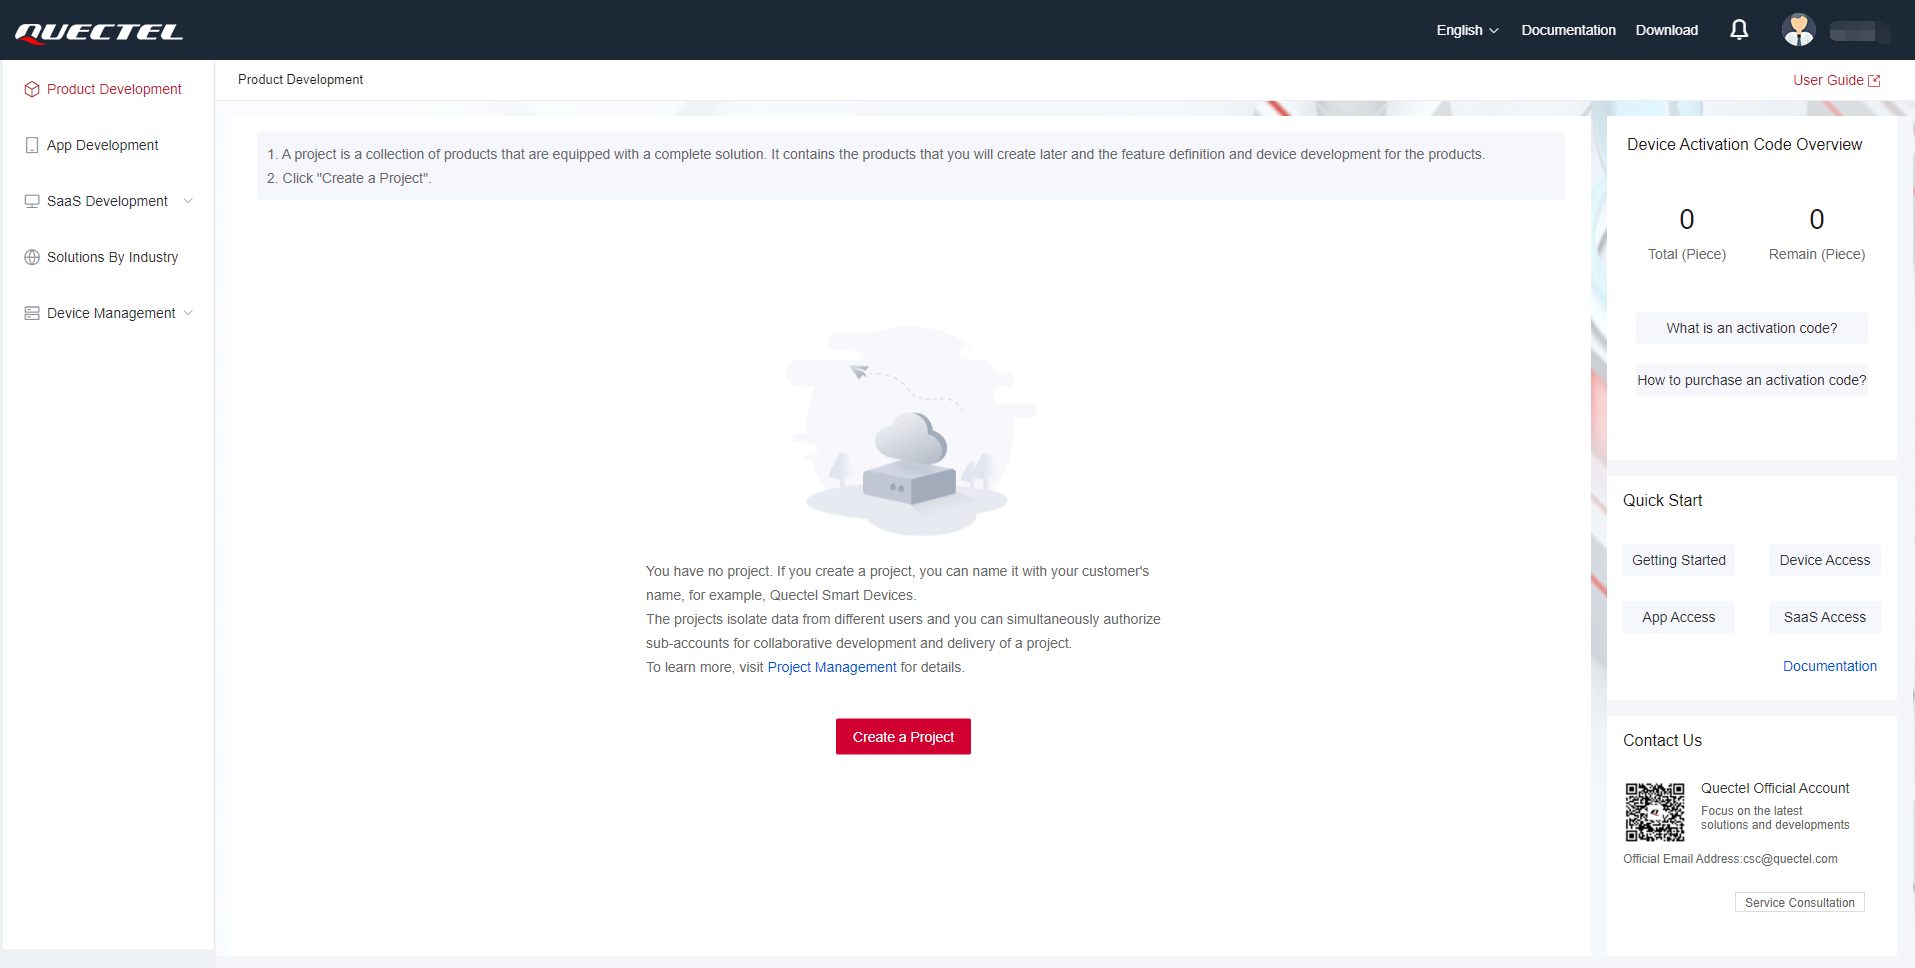 QUECTEL
English
Documentation
Download
Product Development
App Development
SaaS Development
Solutions By Industry
Device Management
Product Development
User Guide
1. A project is a collection of products that are equipped with a complete solution. It contains the products that you will create later and the feature definition and device development for the products.
2. Click "Create a Project".
You have no project. If you create a project, you can name it with your customer's
name, for example, Quectel Smart Devices.
The projects isolate data from different users and you can simultaneously authorize
sub-accounts for collaborative development and delivery of a project.
To learn more, visit Project Management for details.
Create a Project
Device Activation Code Overview
0
0
Total (Piece)
Remain (Piece)
What is an activation code?
How to purchase an activation code?
Quick Start
Getting Started
Device Access
App Access
SaaS Access
Documentation
Contact Us
Quectel Official Account
Focus on the latest
solutions and developments
Official Email Address:csc@quectel.com
Service Consultation